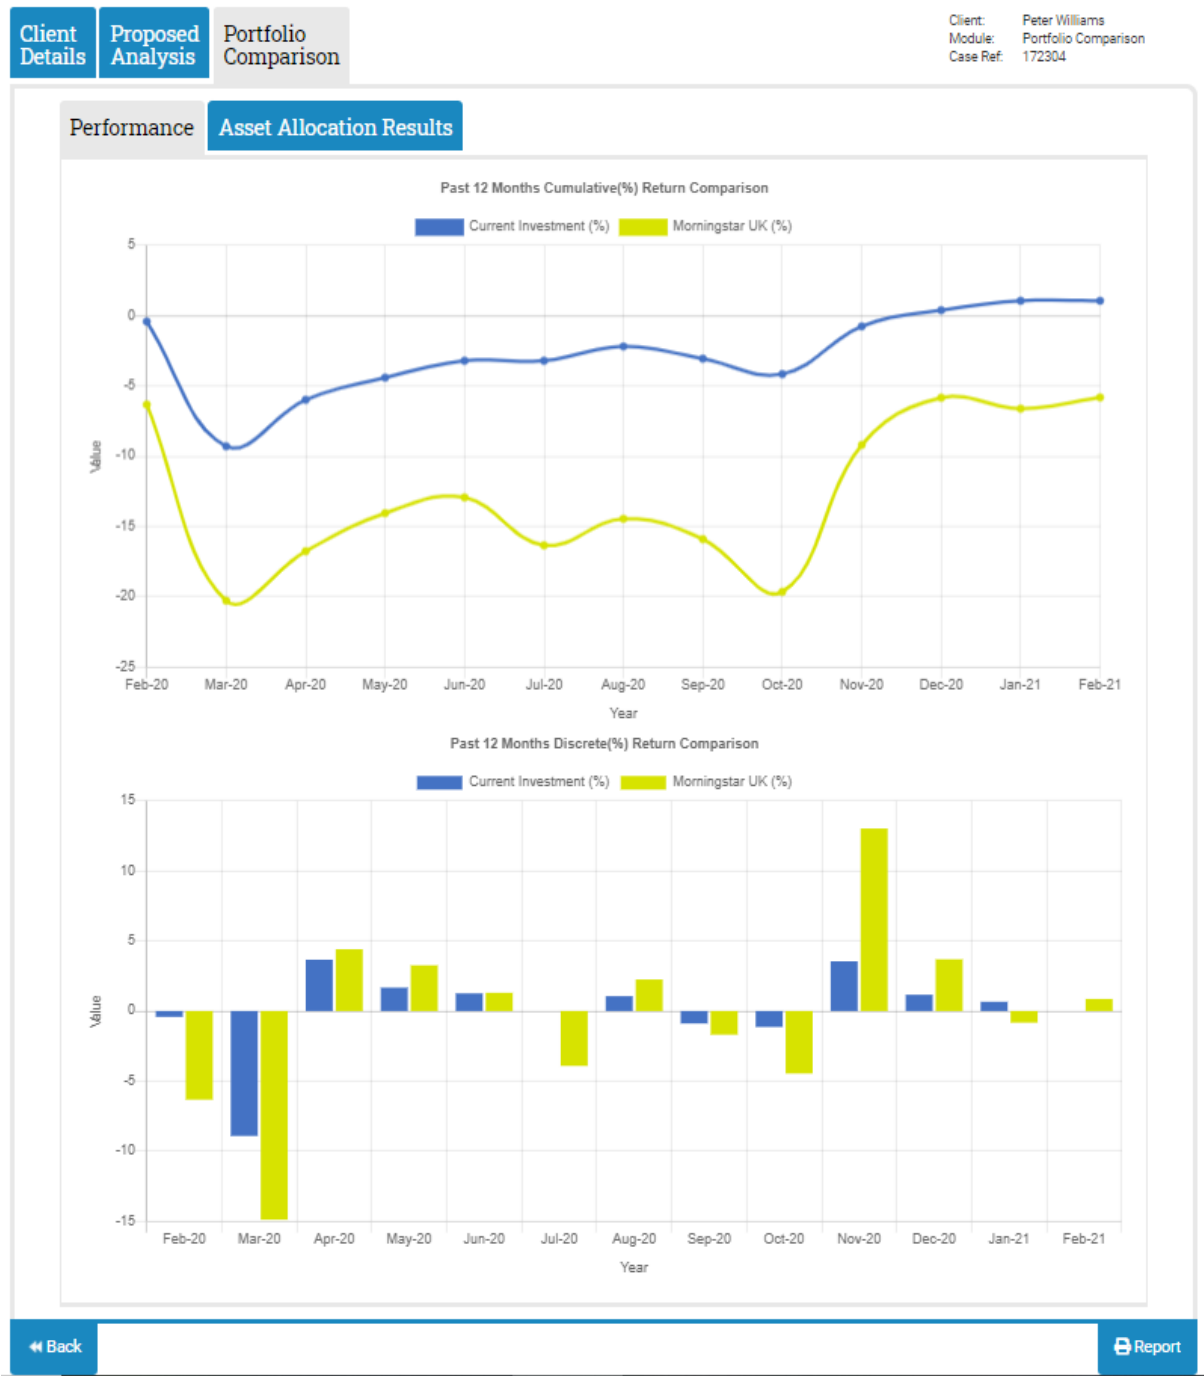 Client Details
Proposed Analysis
Portfolio Comparison
Client: Peter Williams
Module: Portfolio Comparison
Case Ref: 172304
Performance
Asset Allocation Results
Past 12 Months Cumulative(%) Return Comparison
Current Investment (%) Morningstar UK (%)
5
0
-5
-10
-15
-20
-25
Value
Feb-20 Mar-20 Apr-20 May-20 Jun-20 Jul-20 Aug-20 Sep-20 Oct-20 Nov-20 Dec-20 Jan-21 Feb-21
Year
Past 12 Months Discrete(%) Return Comparison
Current Investment (%) Morningstar UK (%)
15
10
5
0
-5
-10
-15
Value
Feb-20 Mar-20 Apr-20 May-20 Jun-20 Jul-20 Aug-20 Sep-20 Oct-20 Nov-20 Dec-20 Jan-21 Feb-21
Year
Back
Report